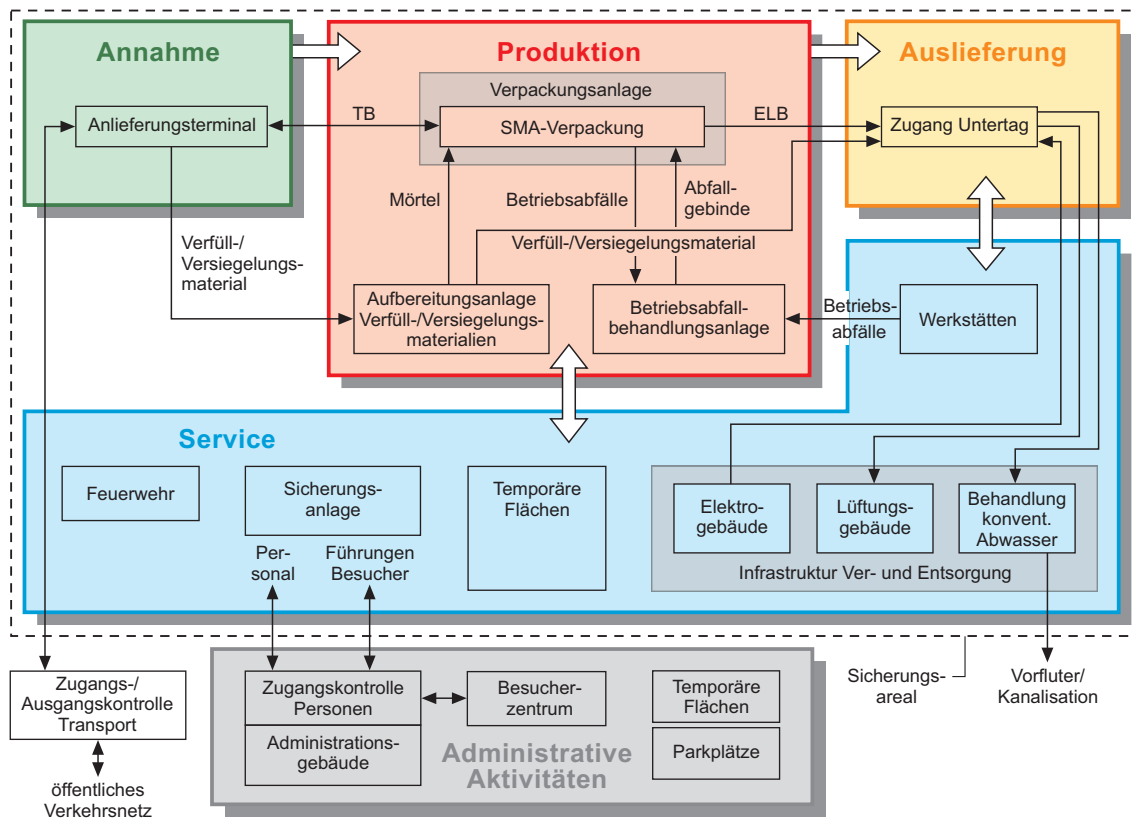 Annahme
Produktion
Auslieferung
Verpackungsanlage
Anlieferungsterminal
TB
SMA-Verpackung
ELB
Zugang Untertag
Mörtel
Betriebsabfälle
Abfall-
gebinde
Verfüll-/
Versiegelungs-
material
Verfüll-/Versiegelungsmaterial
Aufbereitungsanlage
Verfüll-/Versiegelungs-
materialien
Betriebsabfall-
behandlungsanlage
Betriebs-
abfälle
Werkstätten
Service
Feuerwehr
Sicherungs-
anlage
Temporäre
Flächen
Elektro-
gebäude
Lüftungs-
gebäude
Behandlung
konvent.
Abwasser
Infrastruktur Ver- und Entsorgung
Per-
sonal
Führungen
Besucher
Zugangs-/
Ausgangskontrolle
Transport
öffentliches
Verkehrsnetz
Zugangskontrolle
Personen
Administrations-
gebäude
Besucher-
zentrum
Temporäre
Flächen
Parkplätze
Administrative
Aktivitäten
Sicherungs-
areal
Vorfluter/
Kanalisation